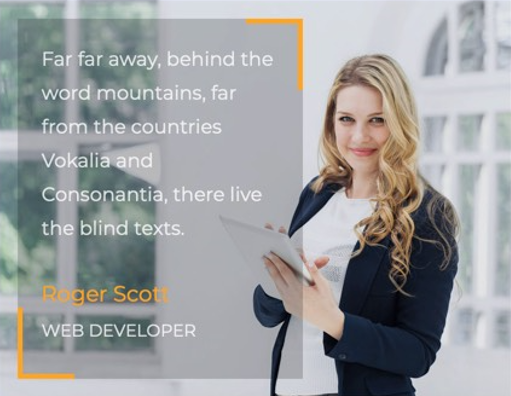 Far far away, behind the
word mountains, far
from the countries
Vokalia and
Consonantia, there live
the blind texts.
Roger Scott
WEB DEVELOPER